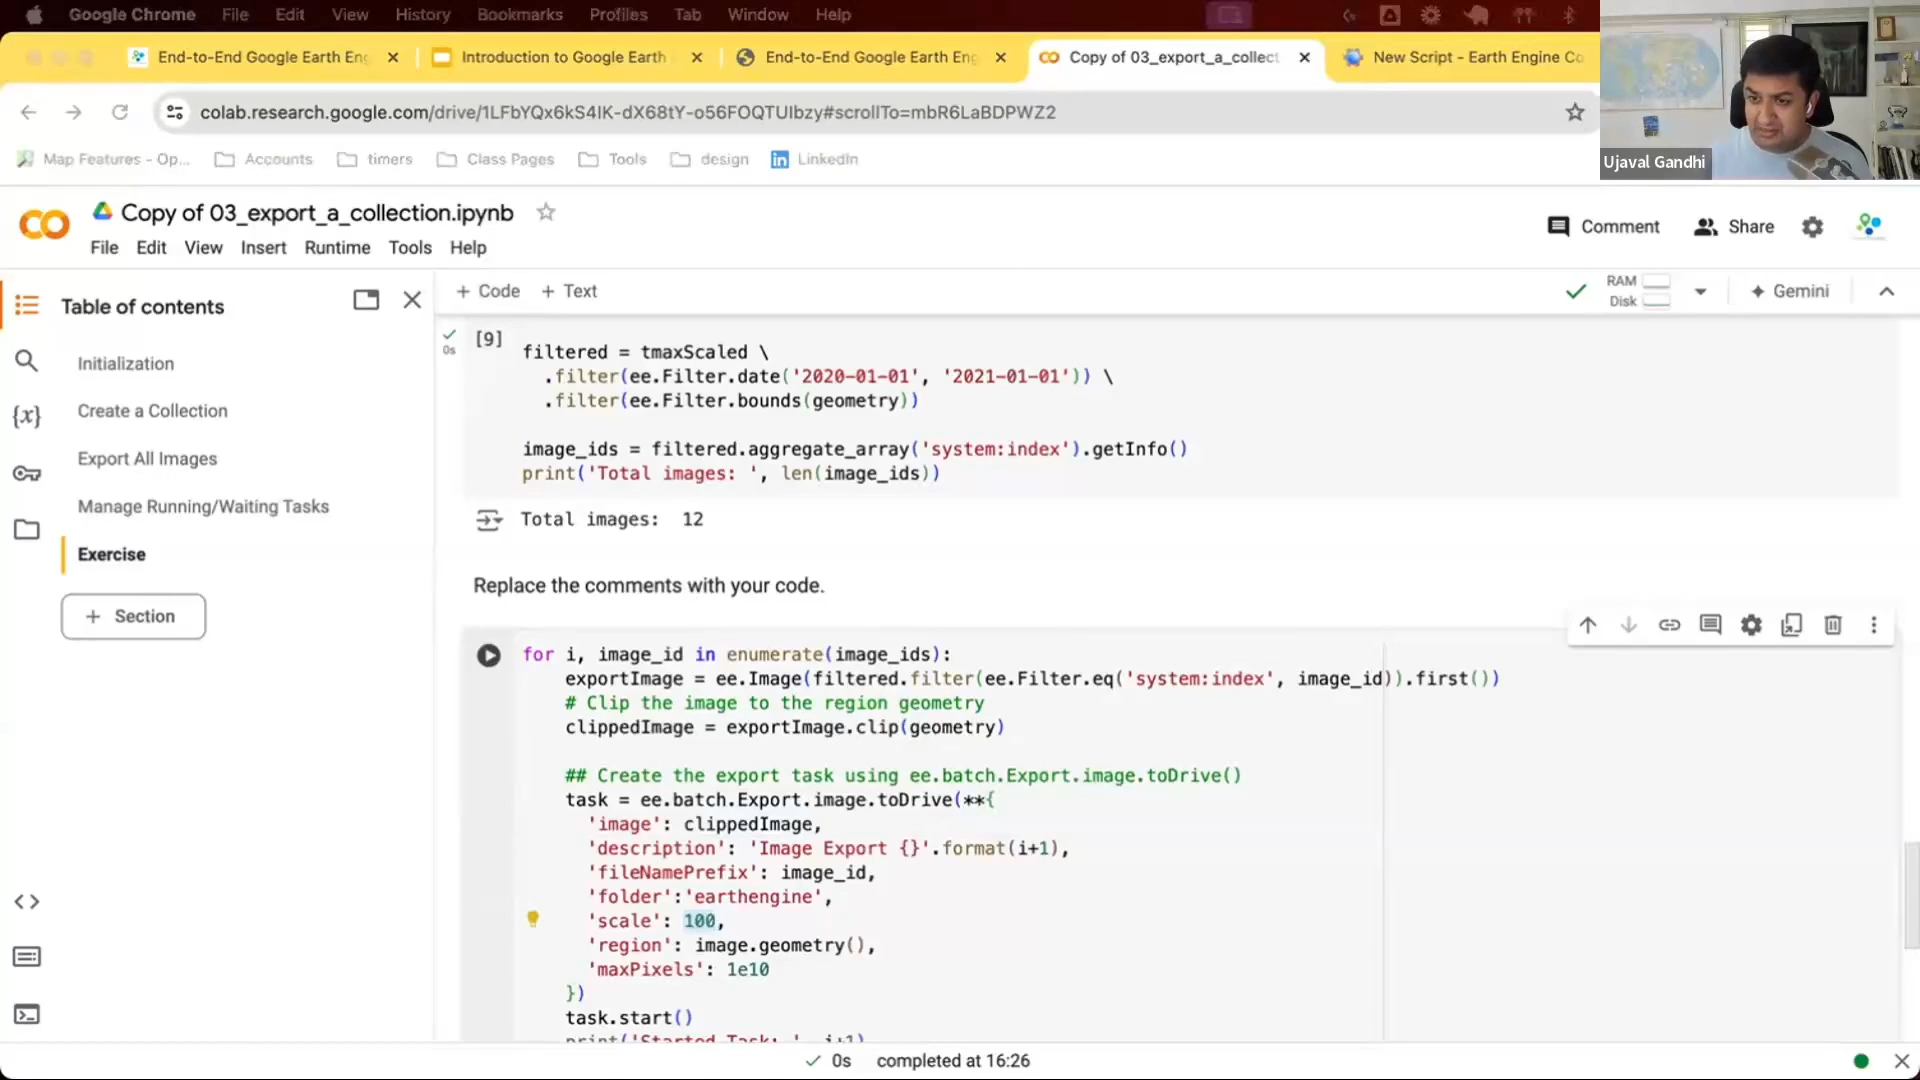 Google Chrome File Edit View History Bookmarks Profiles Tab Window Help
End-to-End Google Earth Eng
Introduction to Google Earth
End-to-End Google Earth Eng
Copy of 03_export_a_collect
New Script - Earth Engine Co
colab.research.google.com/drive/1LFbYQx6kS4IK-dX68tY-o56FOQTUIbzy#scrollTo=mbR6LaBDPWZ2
Map Features - Op... Accounts timers Class Pages Tools design LinkedIn
Ujaval Gandhi
Copy of 03_export_a_collection.ipynb
File Edit View Insert Runtime Tools Help
Comment Share
Table of contents
Initialization
Create a Collection
Export All Images
Manage Running/Waiting Tasks
Exercise
+ Section
+ Code + Text
RAM
Disk
Gemini
0s
[9]
filtered = tmaxScaled \
.filter(ee.Filter.date('2020-01-01', '2021-01-01')) \
.filter(ee.Filter.bounds(geometry))
image_ids = filtered.aggregate_array('system:index').getInfo()
print('Total images: ', len(image_ids))
Total images:  12
Replace the comments with your code.
for i, image_id in enumerate(image_ids):
exportImage = ee.Image(filtered.filter(ee.Filter.eq('system:index', image_id)).first())
# Clip the image to the region geometry
clippedImage = exportImage.clip(geometry)
## Create the export task using ee.batch.Export.image.toDrive()
task = ee.batch.Export.image.toDrive(**{
'image': clippedImage,
'description': 'Image Export {}'.format(i+1),
'fileNamePrefix': image_id,
'folder':'earthengine',
'scale': 100,
'region': image.geometry(),
'maxPixels': 1e10
})
task.start()
print('Started Task: ', i+1)
0s completed at 16:26